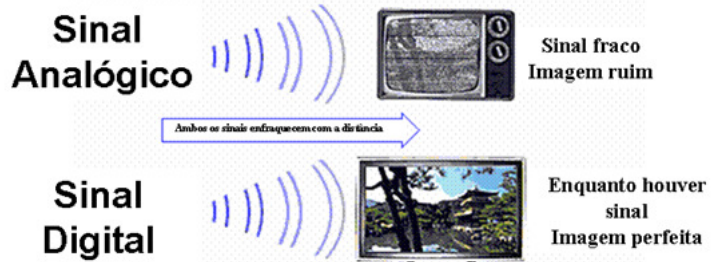 Sinal
Analógico
Sinal fraco
Imagem ruim
Ambos os sinais enfraquecem com a distância
Sinal
Digital
Enquanto houver
sinal
Imagem perfeita